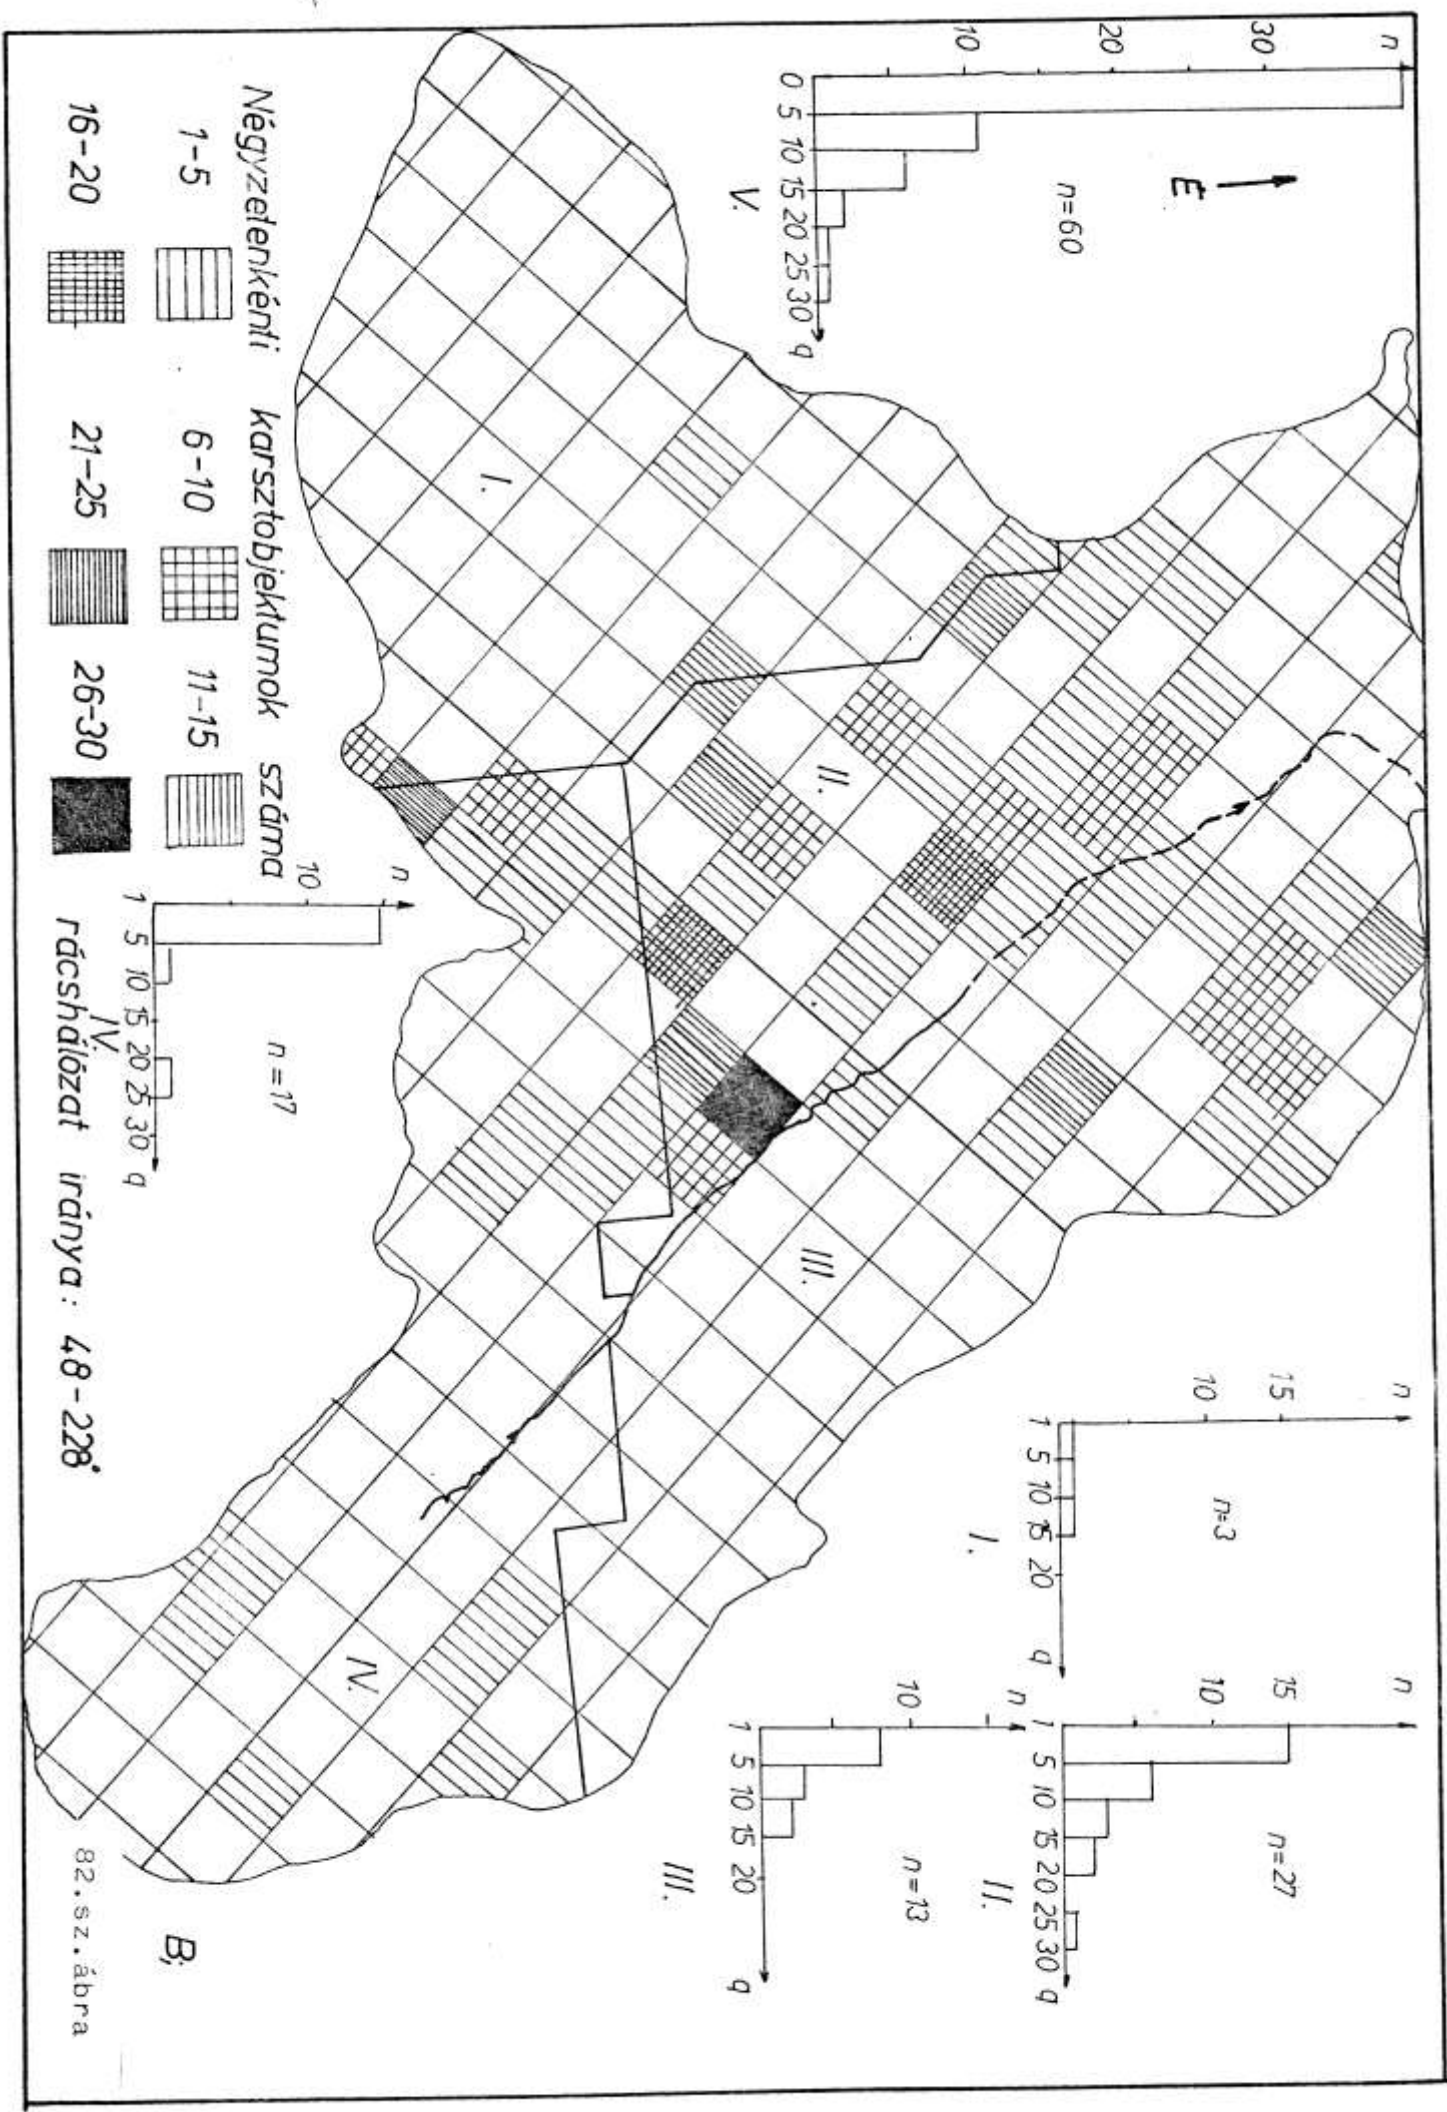 n
30
20
10
0 5 10 15 20 25 30 q
V.
n=60
É
I.
II.
III.
IV.
n
15
10
1 5 10 15 20 q
I.
n=3
n
15
10
1 5 10 15 20 25 30 q
II.
n=27
n
10
1 5 10 15 20 q
III.
n=13
n
10
1 5 10 15 20 25 30 q
IV.
n=17
Négyzetenkénti karsztobjektumok száma
1-5 6-10 11-15
16-20 21-25 26-30
rácshálózat iránya: 48-228°
B;
82.sz.ábra